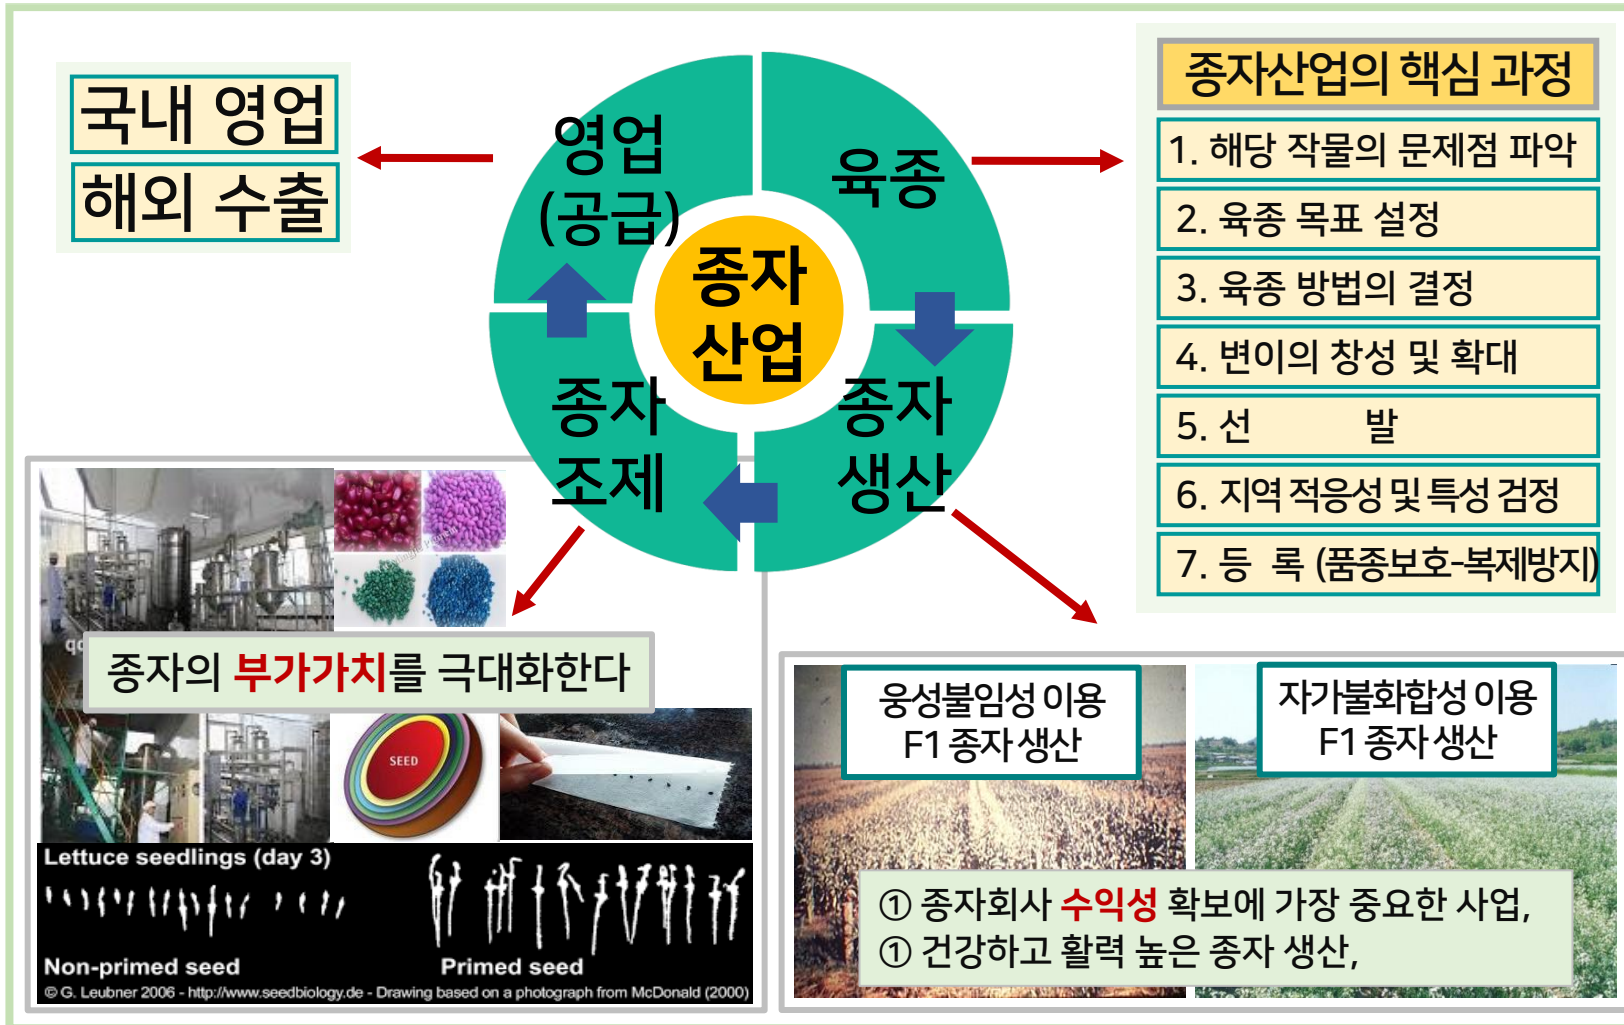 국내 영업
해외 수출
영업
(공급)
육종
종자
산업
종자
조제
종자
생산
종자산업의 핵심 과정
1. 해당 작물의 문제점 파악
2. 육종 목표 설정
3. 육종 방법의 결정
4. 변이의 창성 및 확대
5. 선 발
6. 지역 적응성 및 특성 검정
7. 등 록 (품종보호-복제방지)
종자의 부가가치를 극대화한다
SEED
Lettuce seedlings (day 3)
Non-primed seed
Primed seed
© G. Leubner 2006 - http://www.seedbiology.de - Drawing based on a photograph from McDonald (2000)
웅성불임성 이용
F1 종자 생산
자가불화합성 이용
F1 종자 생산
① 종자회사 수익성 확보에 가장 중요한 사업,
① 건강하고 활력 높은 종자 생산,